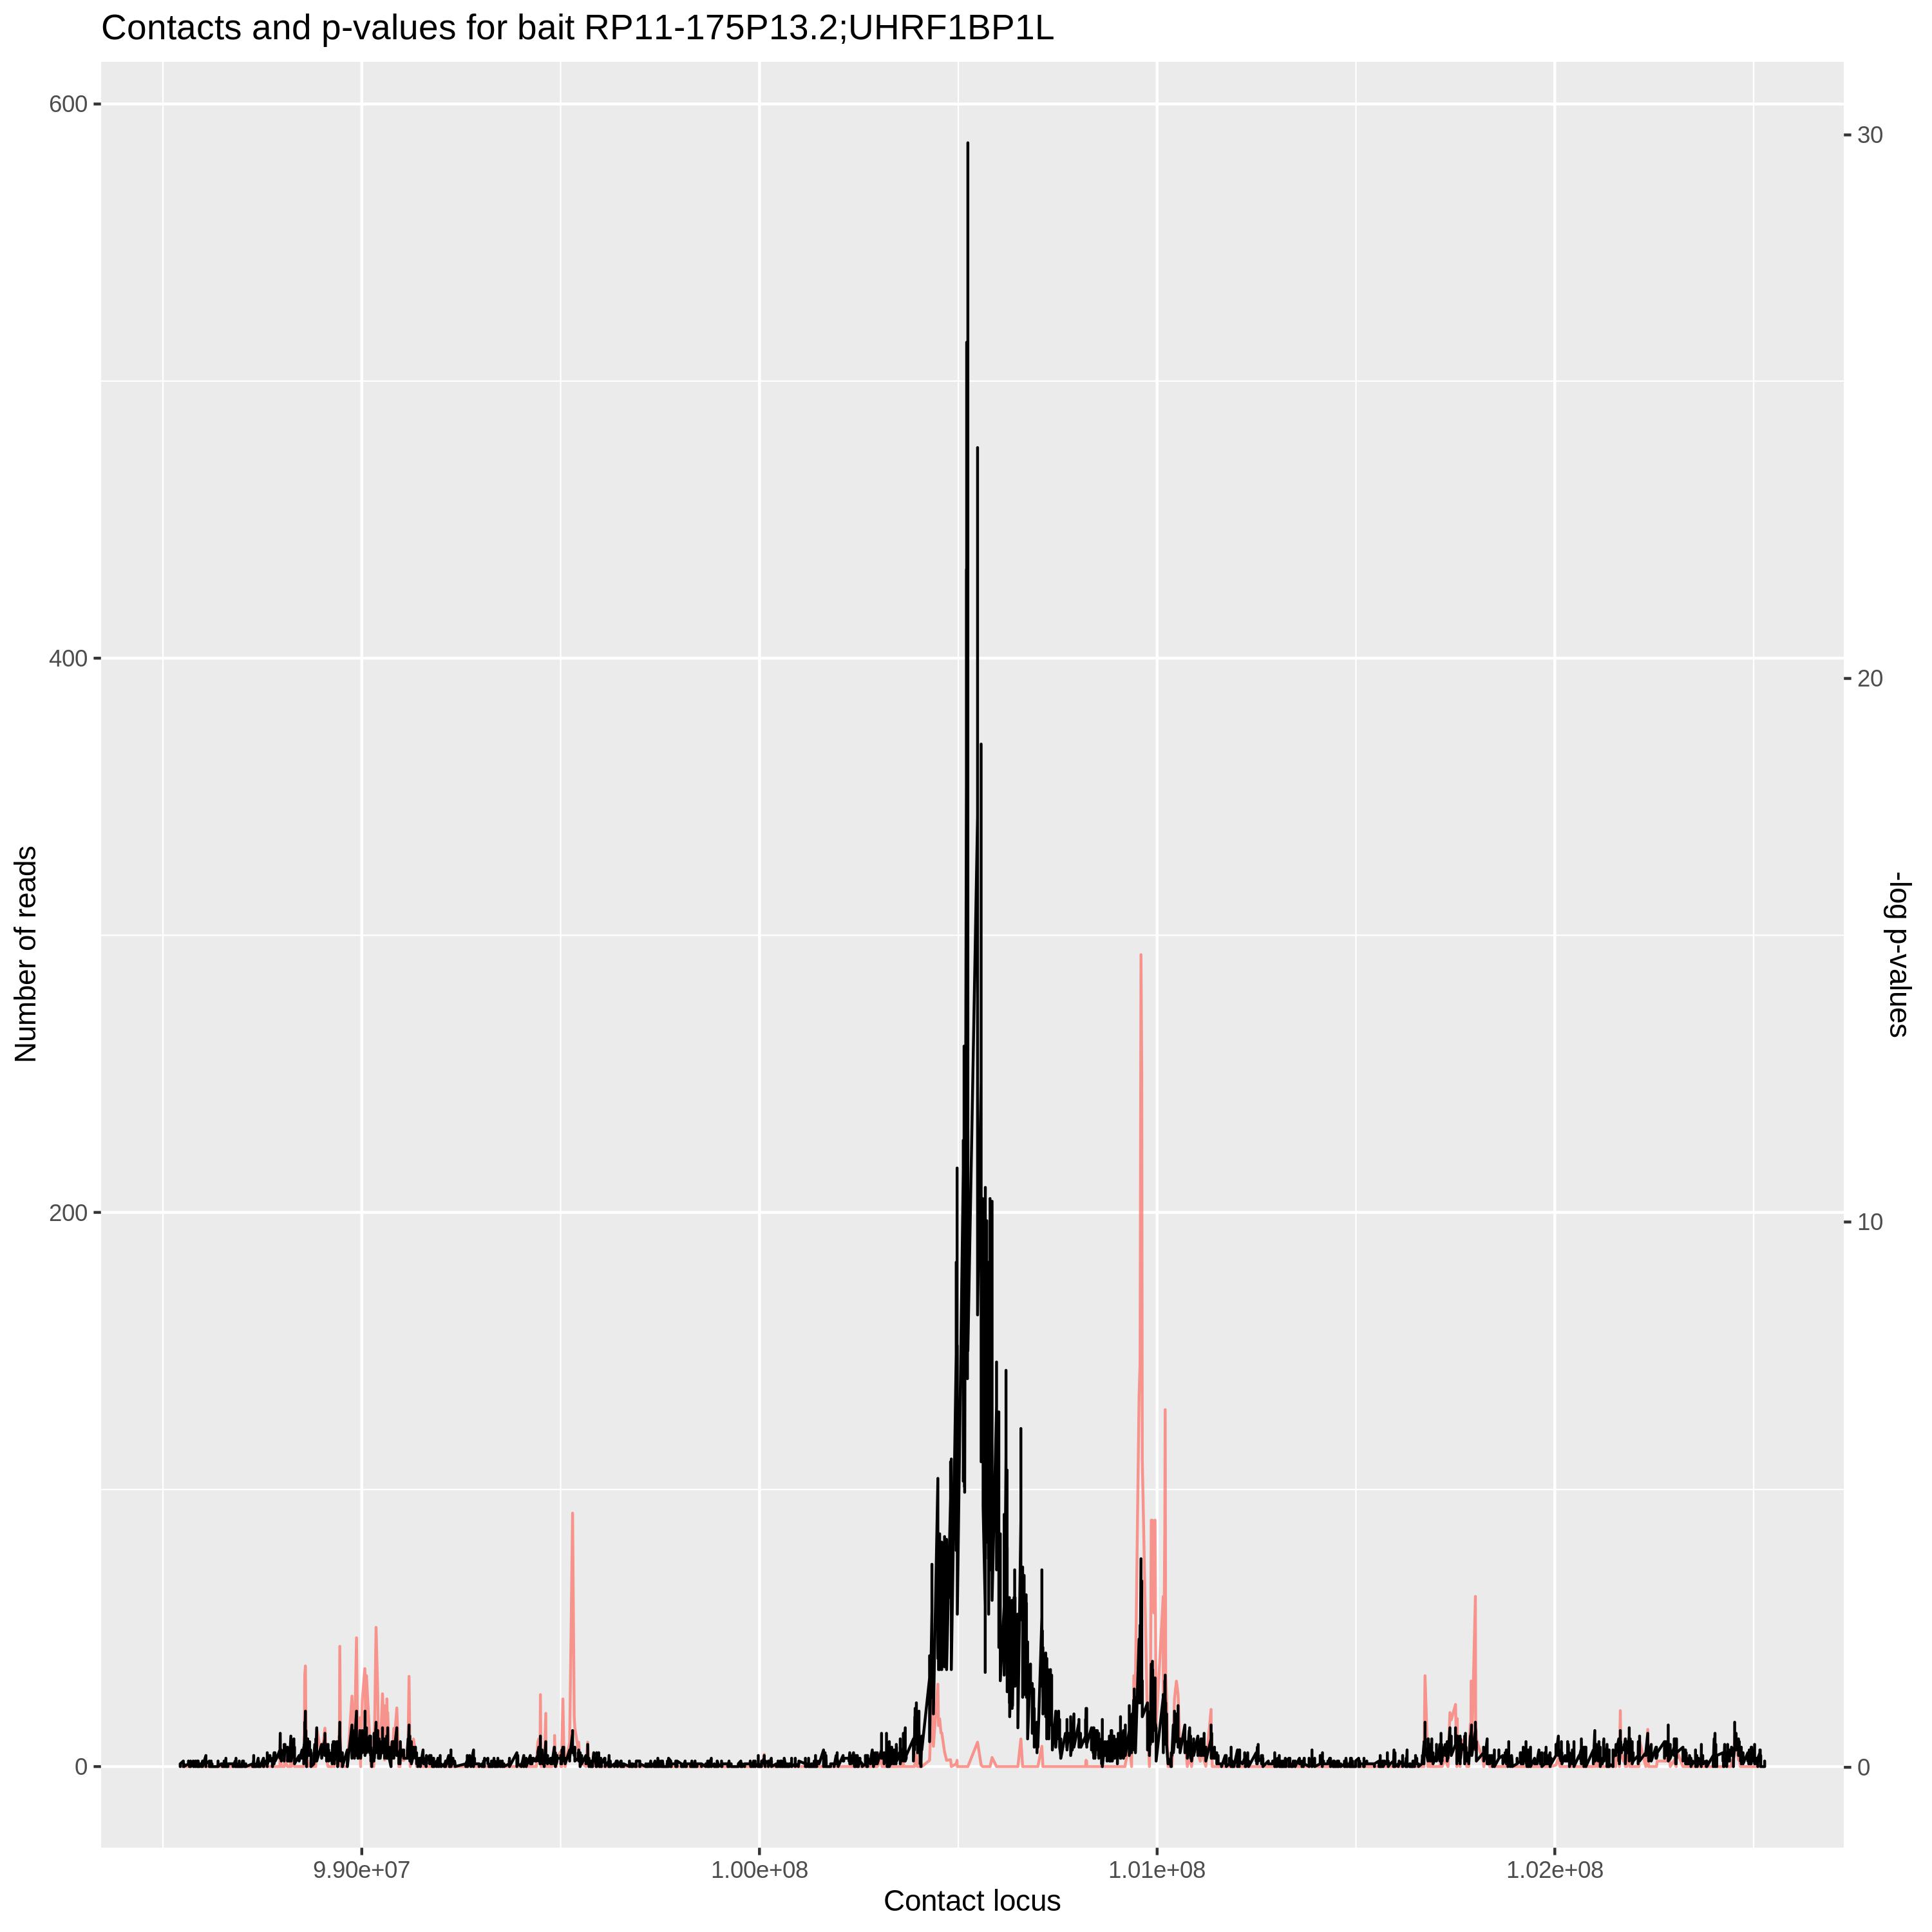 Contacts and p-values for bait RP11-175P13.2;UHRF1BP1L
600
400
200
0
Number of reads
30
20
10
0
-log p-values
9.90e+07 1.00e+08 1.01e+08 1.02e+08
Contact locus